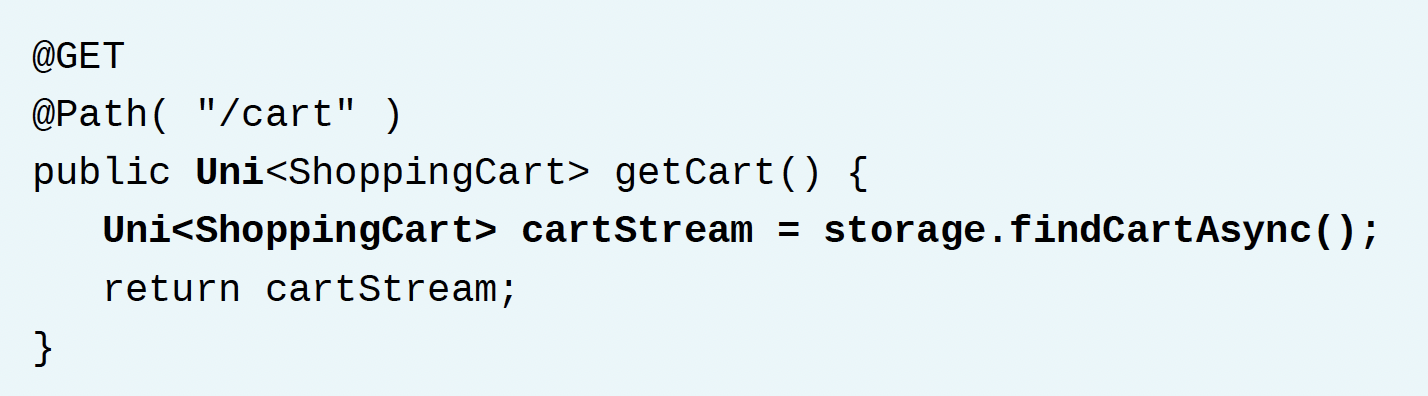 @GET
@Path( "/cart" )
public Uni<ShoppingCart> getCart() {
   Uni<ShoppingCart> cartStream = storage.findCartAsync();
   return cartStream;
}